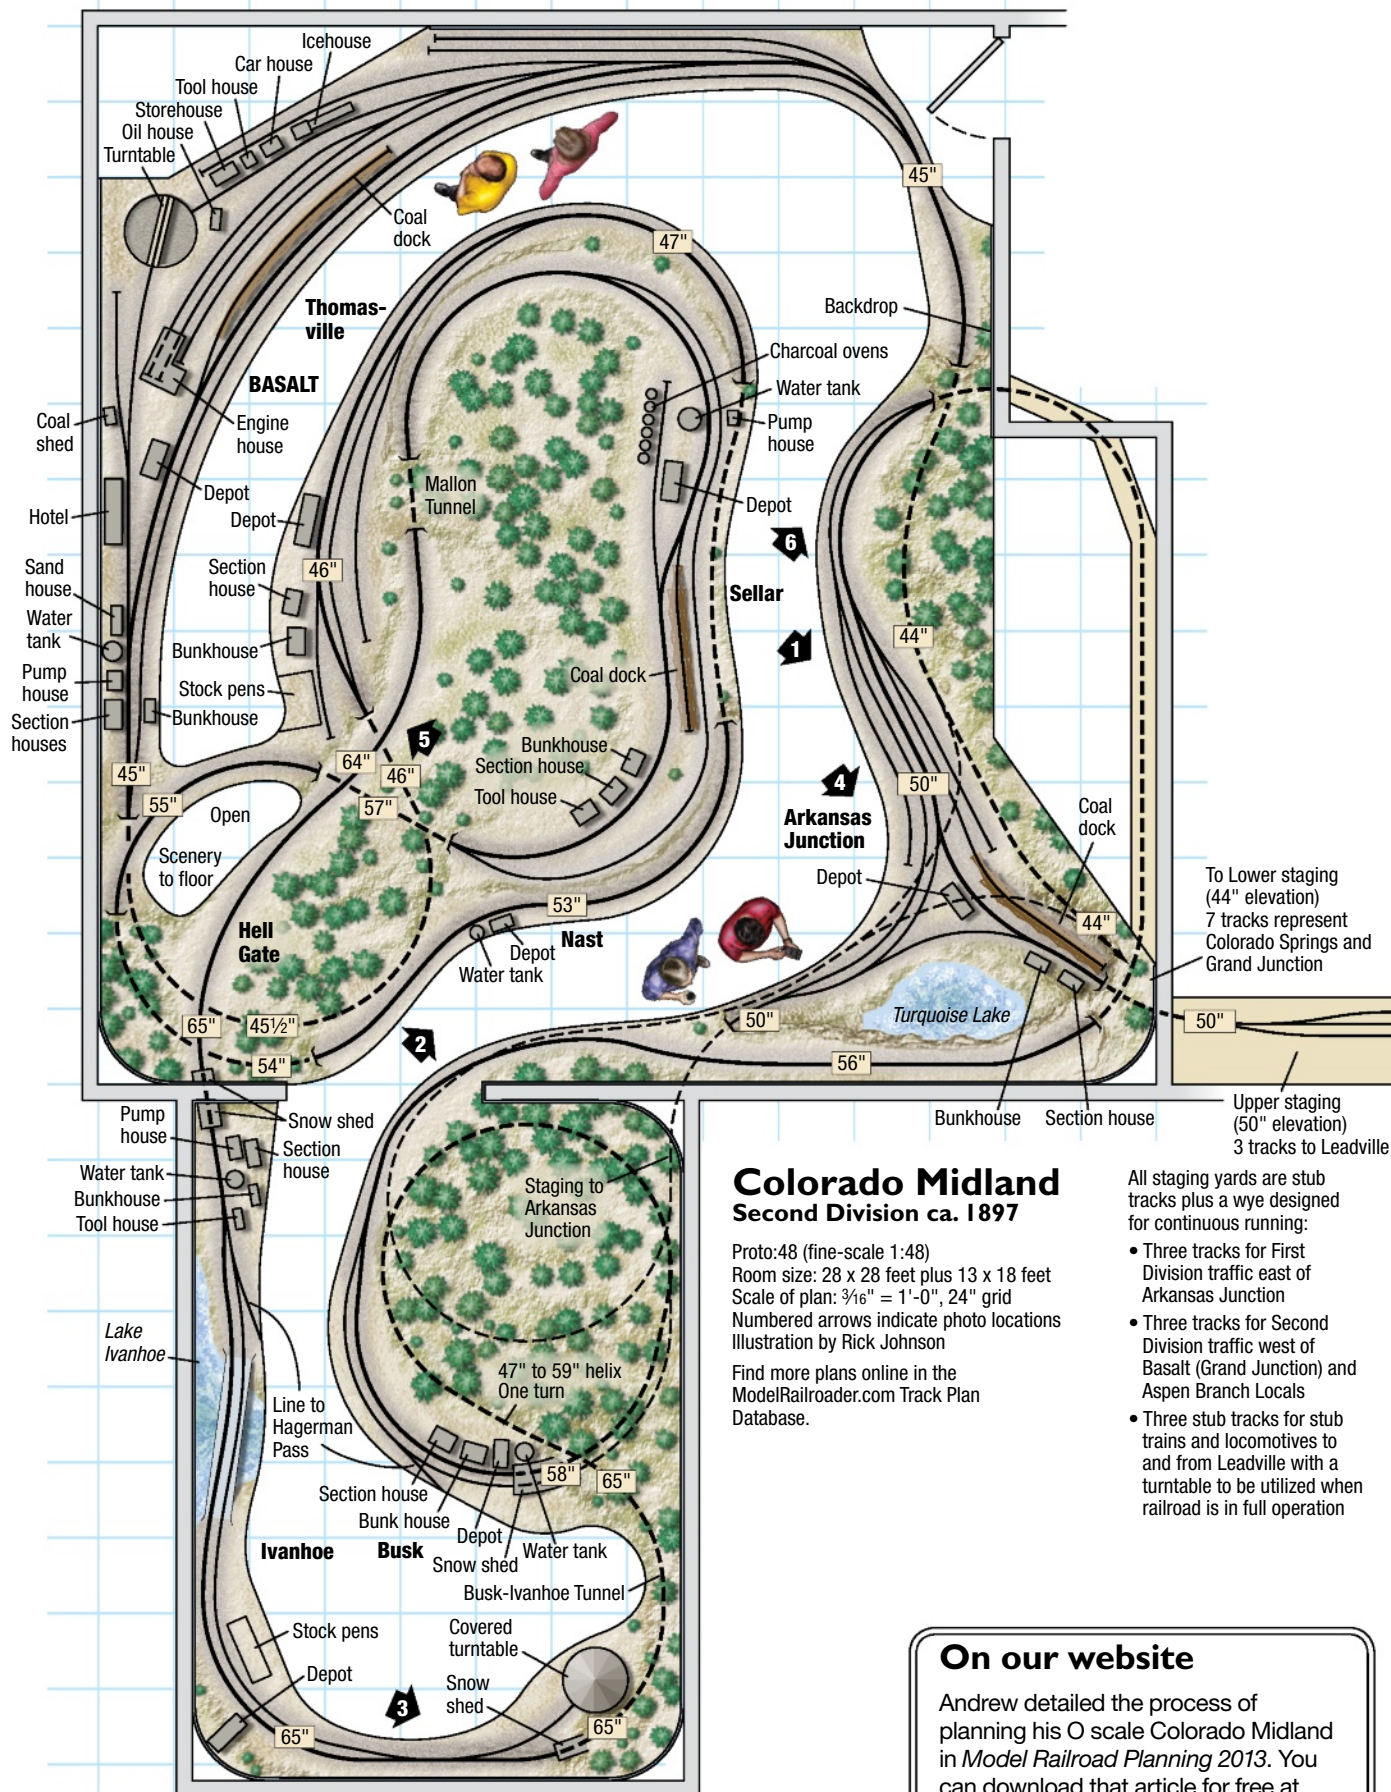 Icehouse
Car house
Tool house
Storehouse
Oil house
Turntable
Coal
dock
45"
47"
Thomas-
ville
Backdrop
BASALT
Charcoal ovens
Water tank
Pump
house
Coal
shed
Engine
house
Mallon
Tunnel
Depot
Depot
Depot
Hotel
6
Sand
house
Section
house
46"
Sellar
Water
tank
44"
Bunkhouse
1
Pump
house
Stock pens
Coal dock
Section
houses
Bunkhouse
5
Bunkhouse
Section house
Tool house
64"
46"
45"
55"
57"
Open
4
50"
Arkansas
Junction
Coal
dock
Scenery
to floor
Depot
To Lower staging
(44" elevation)
7 tracks represent
Colorado Springs and
Grand Junction
53"
44"
Hell
Gate
Depot
Nast
Water tank
Turquoise Lake
65"
45½"
50"
50"
2
54"
56"
Pump
house
Snow shed
Section
house
Bunkhouse
Section house
Upper staging
(50" elevation)
3 tracks to Leadville
Water tank
Bunkhouse
Tool house
Staging to
Arkansas
Junction
Colorado Midland
Second Division ca. 1897
Proto:48 (fine-scale 1:48)
Room size: 28 x 28 feet plus 13 x 18 feet
Scale of plan: 3⁄16" = 1'-0", 24" grid
Numbered arrows indicate photo locations
Illustration by Rick Johnson
Find more plans online in the
ModelRailroader.com Track Plan
Database.
All staging yards are stub
tracks plus a wye designed
for continuous running:
• Three tracks for First
Division traffic east of
Arkansas Junction
• Three tracks for Second
Division traffic west of
Basalt (Grand Junction) and
Aspen Branch Locals
• Three stub tracks for stub
trains and locomotives to
and from Leadville with a
turntable to be utilized when
railroad is in full operation
Lake
Ivanhoe
47" to 59" helix
One turn
Line to
Hagerman
Pass
58"
65"
Section house
Bunk house
Depot
Water tank
Snow shed
Ivanhoe
Busk
Busk-Ivanhoe Tunnel
Stock pens
Covered
turntable
Depot
Snow
shed
3
65"
65"
On our website
Andrew detailed the process of
planning his O scale Colorado Midland
in Model Railroad Planning 2013. You
can download that article for free at